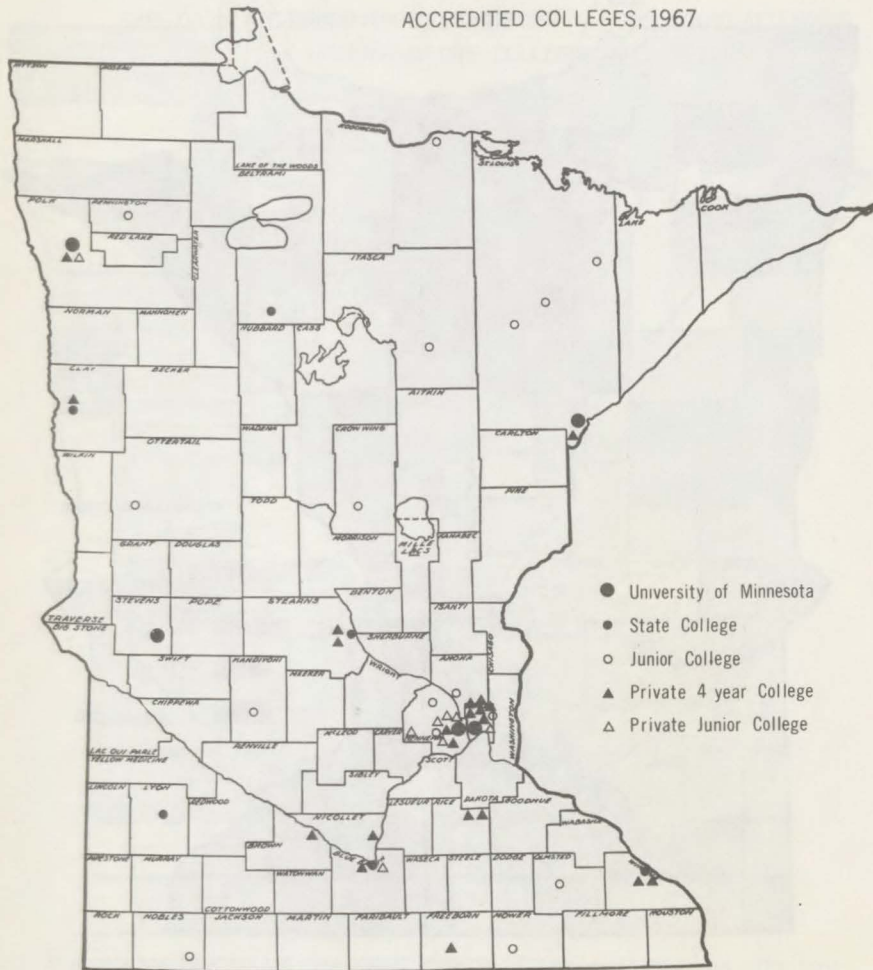 ACCREDITED COLLEGES, 1967
KITTSON
ROSEAU
KOOCHICHING
MARSHALL
LAKE OF THE WOODS
BELTRAMI
ST. LOUIS
LAKE
COOK
POLK
PENNINGTON
RED LAKE
CLEARWATER
ITASCA
NORMAN
MAHNOMEN
HUBBARD
CASS
CLAY
BECKER
AITKIN
WADENA
CROW WING
CARLTON
WILKIN
OTTERTAIL
TODD
PINE
MORRISON
MILLE LACS
KANABEC
GRANT
DOUGLAS
BENTON
STEVENS
POPE
STEARNS
ISANTI
TRAVERSE
BIG STONE
SHERBURNE
CHISAGO
SWIFT
KANDIYOHI
MEEKER
WRIGHT
ANOKA
CHIPPEWA
WASHINGTON
LAC QUI PARLE
YELLOW MEDICINE
RENVILLE
McLEOD
CARVER
SCOTT
SIBLEY
LINCOLN
LYON
REDWOOD
NICOLLET
LESUEUR
RICE
DAKOTA
GOODHUE
WABASHA
BROWN
PIPESTONE
MURRAY
BLUE
WASECA
STEELE
DODGE
OLMSTED
WATONWAN
COTTONWOOD
ROCK
NOBLES
JACKSON
MARTIN
FARIBAULT
FREEBORN
MOWER
FILLMORE
HOUSTON
University of Minnesota
State College
Junior College
Private 4 year College
Private Junior College